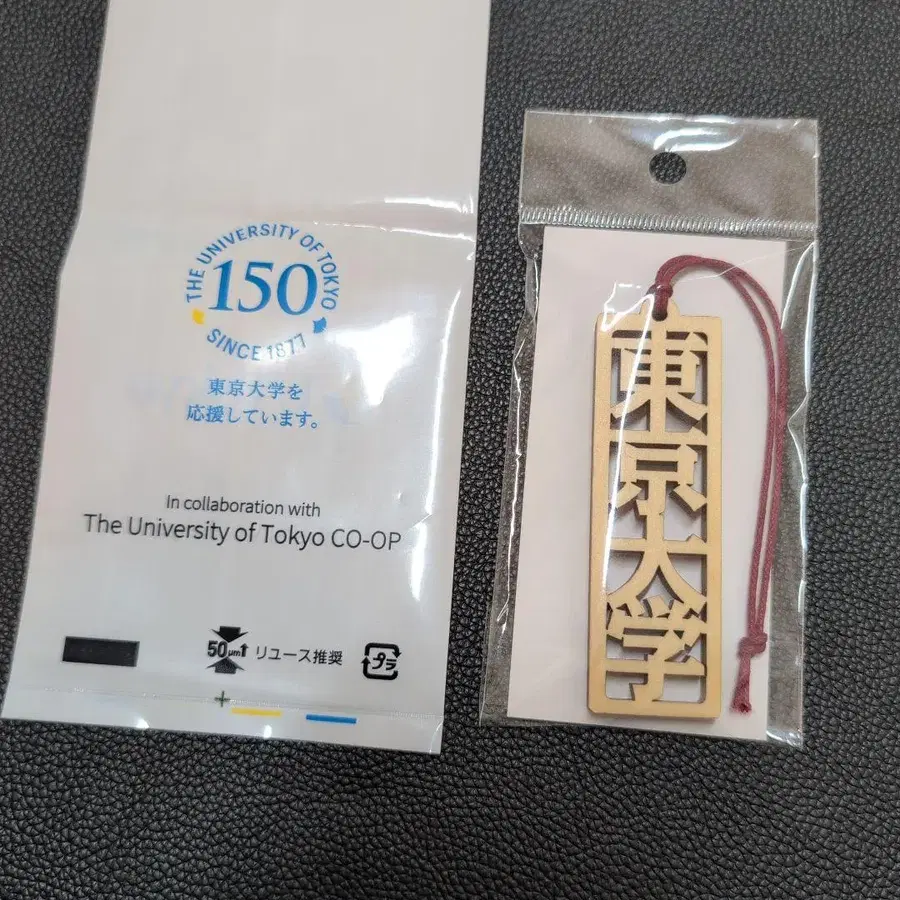 THE UNIVERSITY OF TOKYO
150
SINCE 1877
東京大学を
応援しています。
In collaboration with
The University of Tokyo CO-OP
50μm↑ リユース推奨 プラ
東京大学